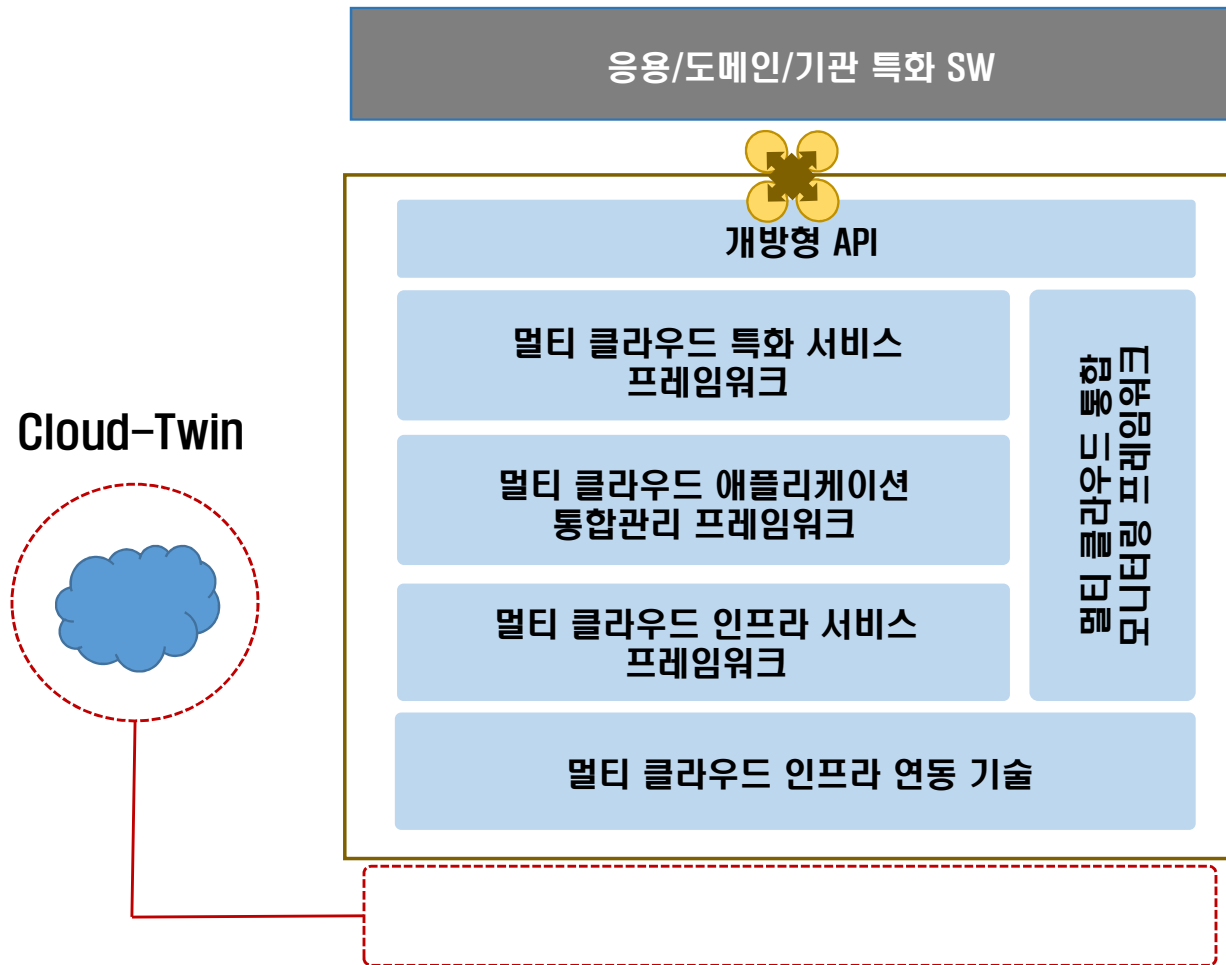 응용/도메인/기관 특화 SW
개방형 API
멀티 클라우드 특화 서비스
프레임워크
멀티 클라우드 통합
모니터링 프레임워크
Cloud-Twin
멀티 클라우드 애플리케이션
통합관리 프레임워크
멀티 클라우드 인프라 서비스
프레임워크
멀티 클라우드 인프라 연동 기술